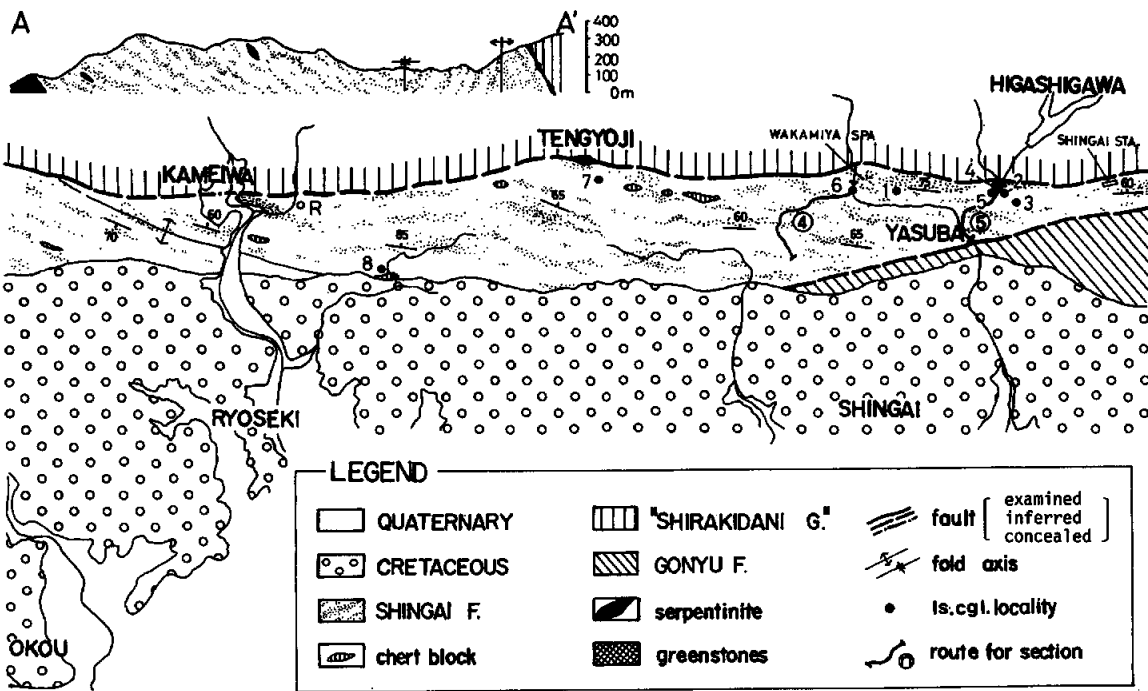 A
A'
400
300
200
100
0m
HIGASHIGAWA
TENGYOJI
WAKAMIYA SPA
SHINGAI STA.
KAMEIWA
4
2
7
6
1
75
60
5
3
R
65
60
60
④
⑤
70
85
65
YASUBA
8
RYOSEKI
SHINGAI
OKOU
LEGEND
QUATERNARY
"SHIRAKIDANI G."
fault
examined
inferred
concealed
CRETACEOUS
GONYU F.
fold axis
SHINGAI F.
serpentinite
ls.cgl. locality
chert block
greenstones
route for section